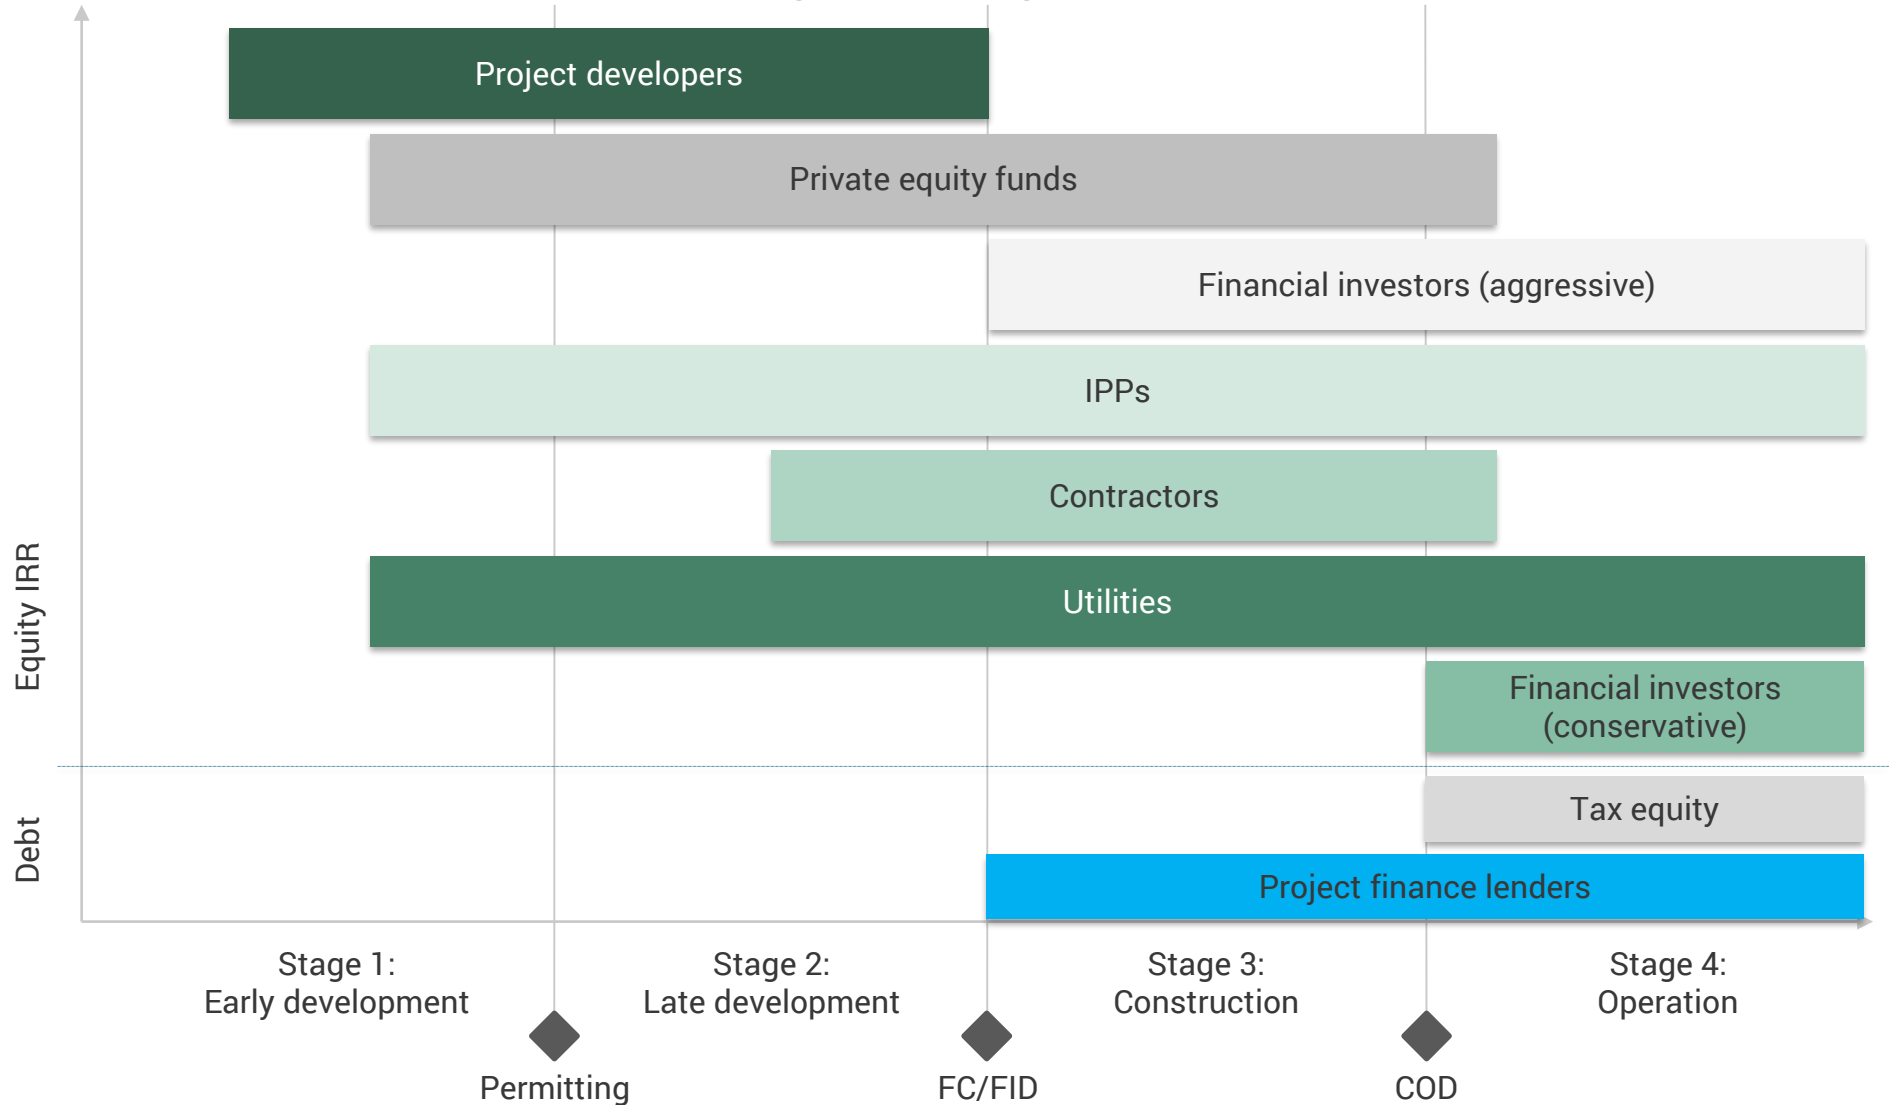 Project developers
Private equity funds
Financial investors (aggressive)
IPPs
Contractors
Utilities
Financial investors
(conservative)
Tax equity
Project finance lenders
Equity IRR
Debt
Stage 1:
Early development
Stage 2:
Late development
Stage 3:
Construction
Stage 4:
Operation
Permitting
FC/FID
COD